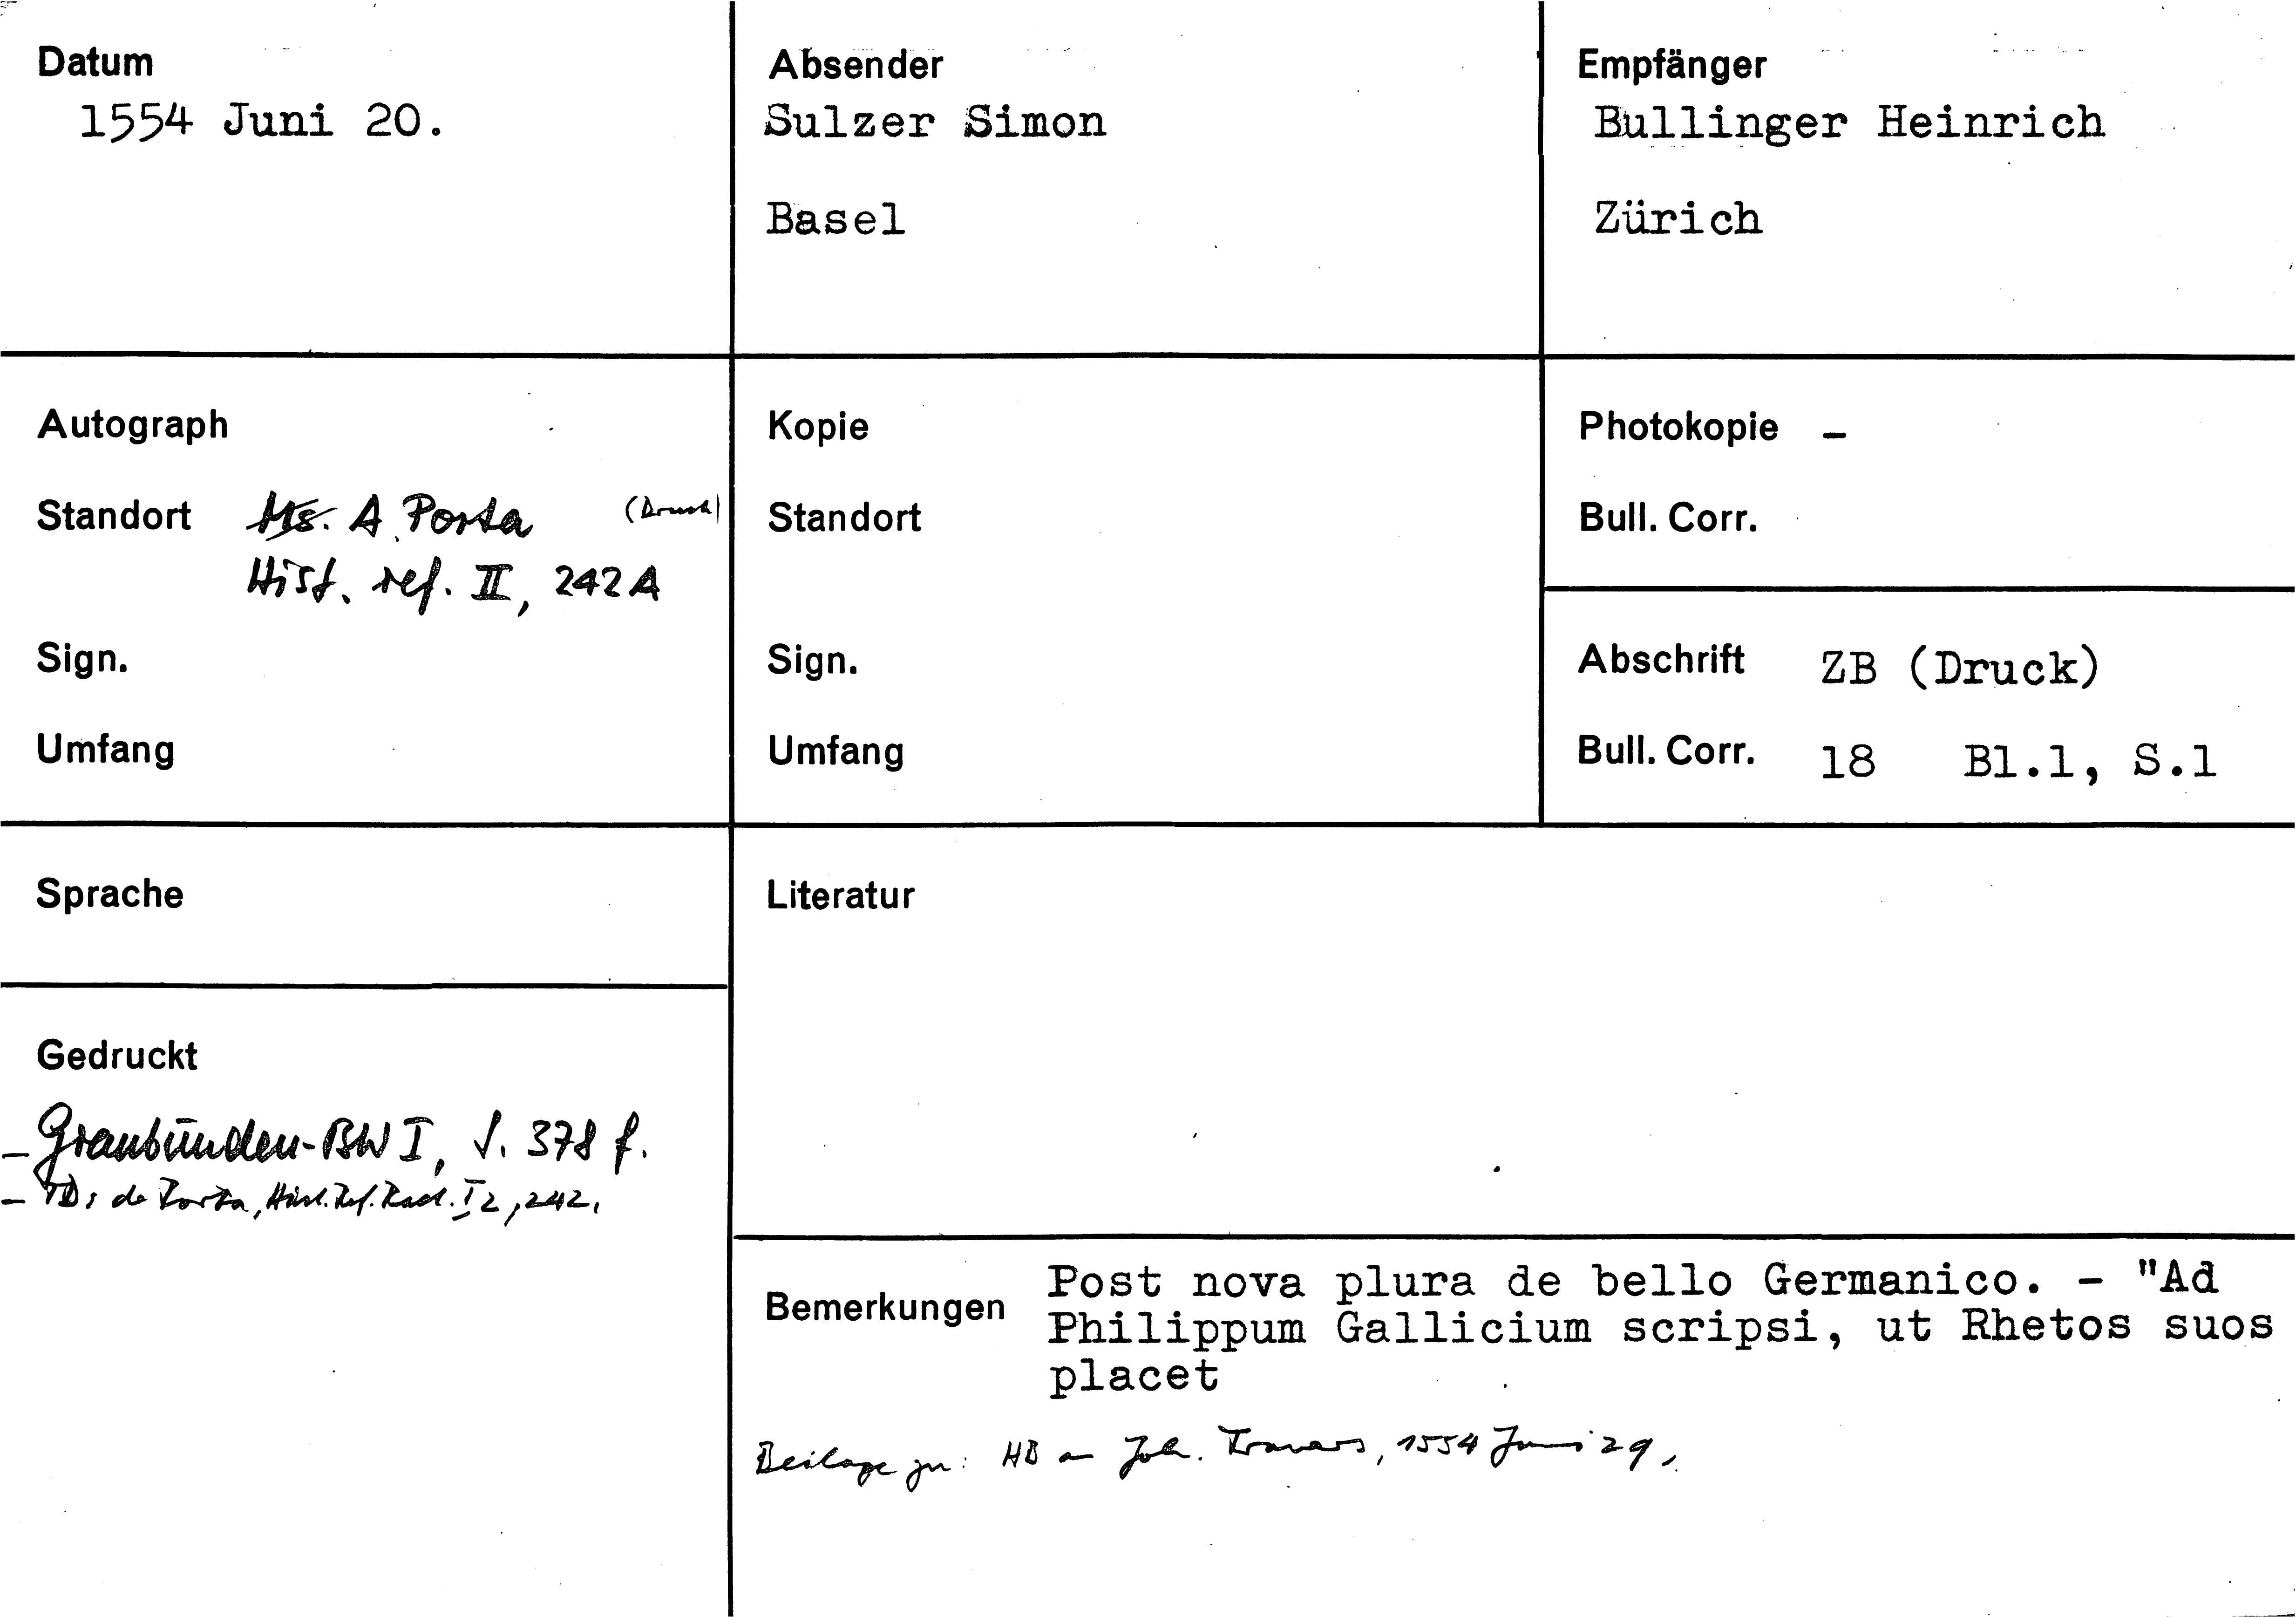 Datum
1554 Juni 20.
Absender
Sulzer Simon
Basel
Empfänger
Bullinger Heinrich
Zürich
Autograph
Standort Ms. A Porta (Druck)
Hist. ref. II, 242A
Sign.
Umfang
Kopie
Standort
Sign.
Umfang
Photokopie –
Bull. Corr.
Abschrift ZB (Druck)
Bull. Corr. 18 Bl.1, S.1
Sprache
Gedruckt
– Graubünden-BW I, S. 378 f.
– TD: de Porta, Hist. Ref. Raet. I 2, 242.
Literatur
Bemerkungen Post nova plura de bello Germanico. – "Ad
Philippum Gallicium scripsi, ut Rhetos suos
placet
Beilage zu: HB an Joh. Travers, 1554 Juni 29.